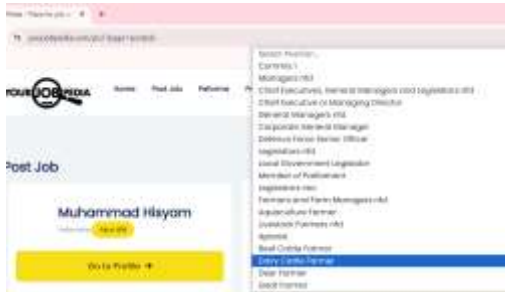 YOURJOBPEDIA
Home Post Job Referrer
Post Job
Muhammad Hisyam
Go to Profile →
Select Position...
Managers nfd
Chief Executives, General Managers and Legislators nfd
Chief Executive or Managing Director
General Managers nfd
Corporate General Manager
Defence Force Senior Officer
Legislators nfd
Local Government Legislator
Member of Parliament
Legislators nec
Farmers and Farm Managers nfd
Aquaculture Farmer
Livestock Farmers nfd
Apiarist
Beef Cattle Farmer
Dairy Cattle Farmer
Deer Farmer
Goat Farmer